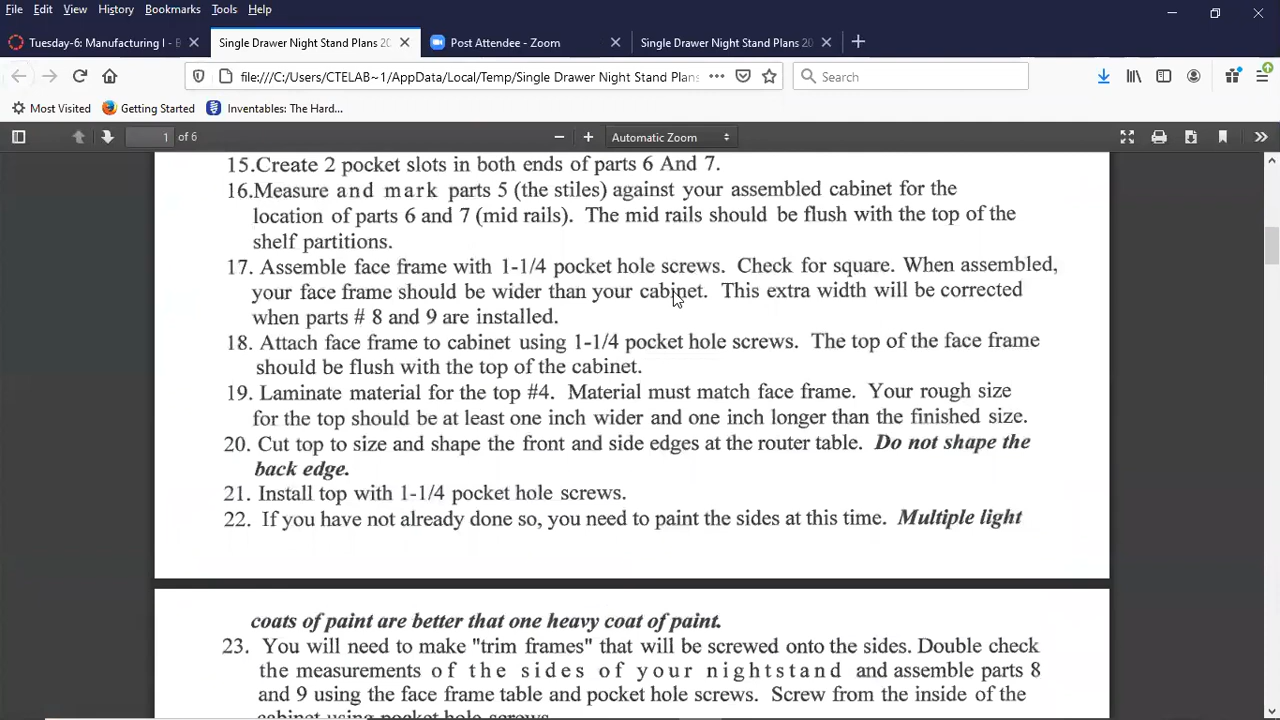 File Edit View History Bookmarks Tools Help
Tuesday-6: Manufacturing I - B
Single Drawer Night Stand Plans 20
Post Attendee - Zoom
Single Drawer Night Stand Plans 20
file:///C:/Users/CTELAB~1/AppData/Local/Temp/Single Drawer Night Stand Plans
Search
Most Visited Getting Started Inventables: The Hard...
1 of 6 Automatic Zoom
15.Create 2 pocket slots in both ends of parts 6 And 7.
16.Measure and mark parts 5 (the stiles) against your assembled cabinet for the
location of parts 6 and 7 (mid rails). The mid rails should be flush with the top of the
shelf partitions.
17. Assemble face frame with 1-1/4 pocket hole screws. Check for square. When assembled,
your face frame should be wider than your cabinet. This extra width will be corrected
when parts # 8 and 9 are installed.
18. Attach face frame to cabinet using 1-1/4 pocket hole screws. The top of the face frame
should be flush with the top of the cabinet.
19. Laminate material for the top #4. Material must match face frame. Your rough size
for the top should be at least one inch wider and one inch longer than the finished size.
20. Cut top to size and shape the front and side edges at the router table. Do not shape the
back edge.
21. Install top with 1-1/4 pocket hole screws.
22. If you have not already done so, you need to paint the sides at this time. Multiple light
coats of paint are better that one heavy coat of paint.
23. You will need to make "trim frames" that will be screwed onto the sides. Double check
the measurements of the sides of your nightstand and assemble parts 8
and 9 using the face frame table and pocket hole screws. Screw from the inside of the
cabinet using pocket hole screws.